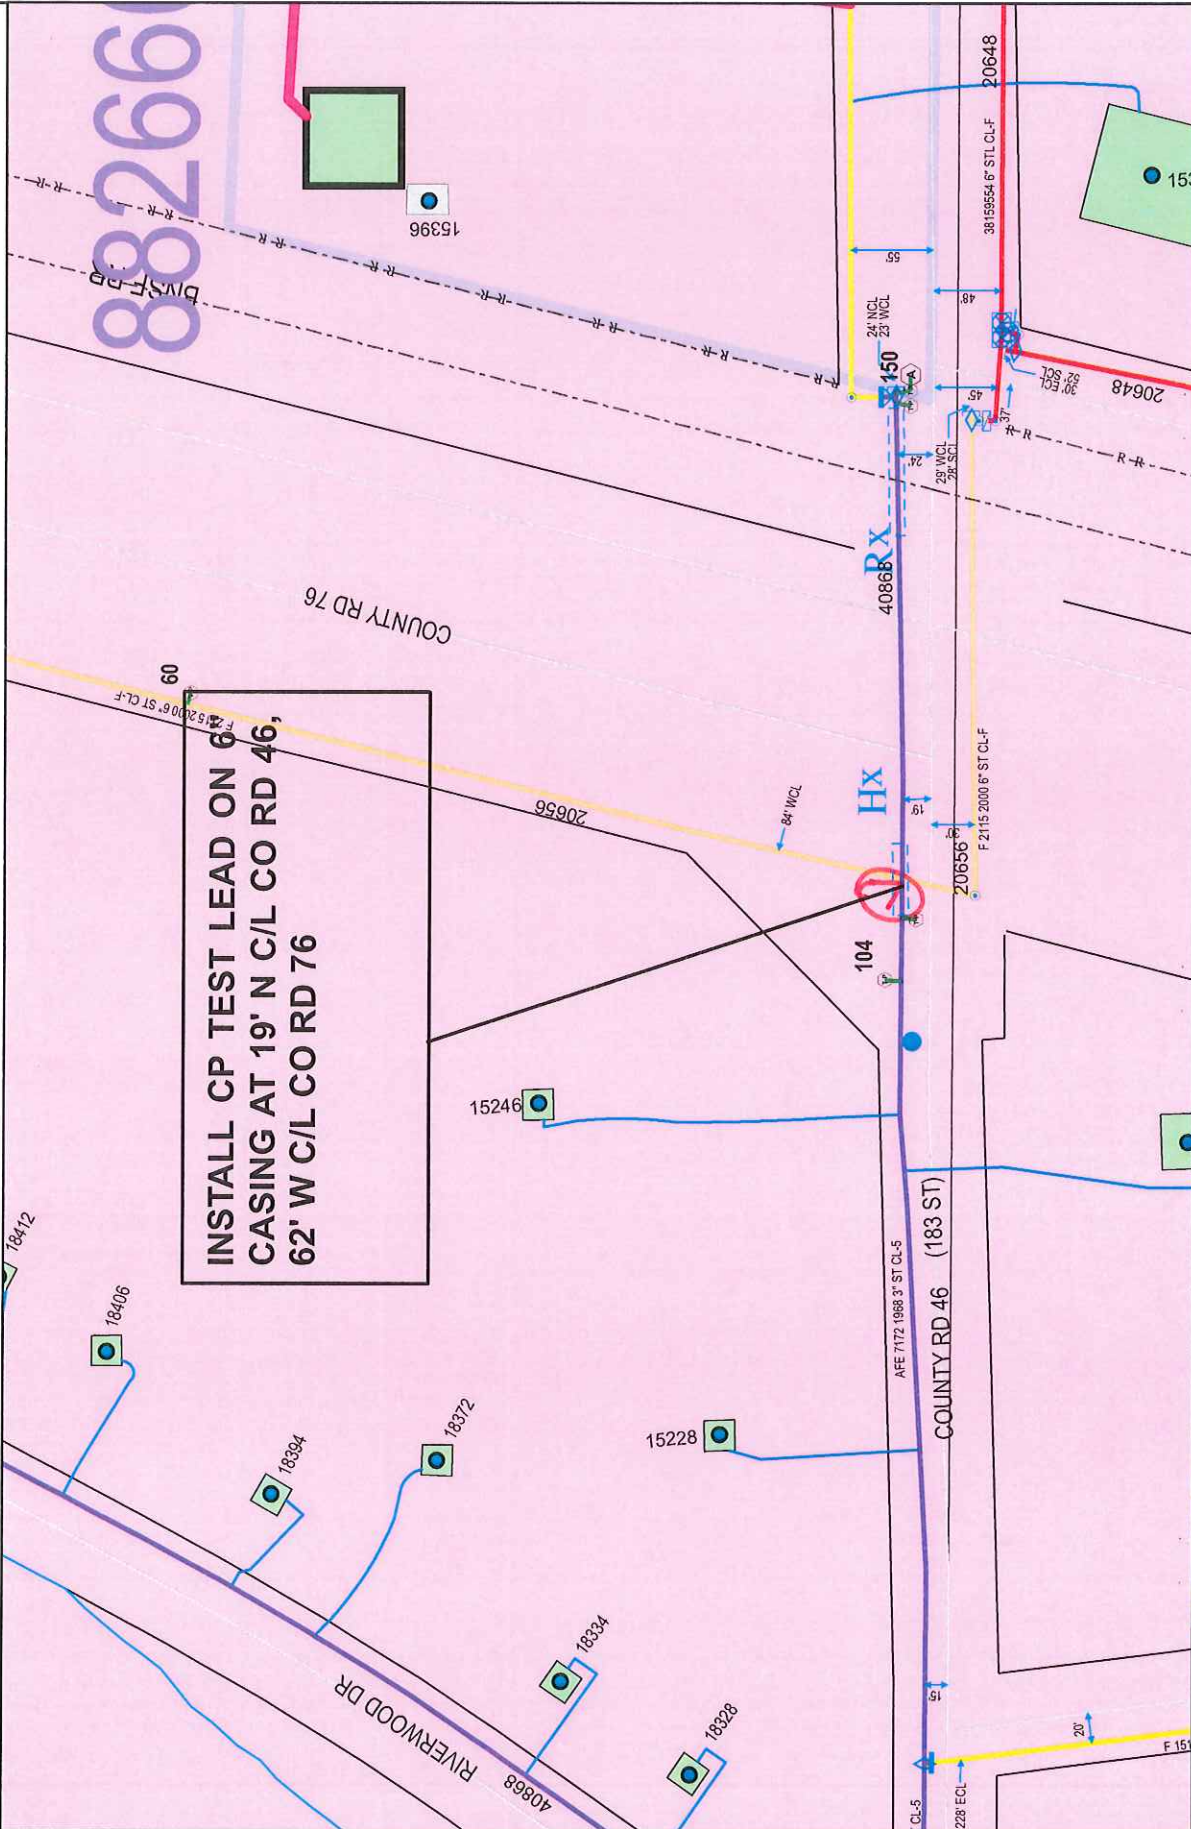 882666
15396
20648
38159554 6" STL CL-F
55'
48'
24' NCL
23' WCL
150
A
45'
30' ECL
52' SCL
20648
37'
29' WCL
28' SCL
24'
R-R
Rx
40868
COUNTY RD 76
60
F 2115 2000 6" ST CL-F
INSTALL CP TEST LEAD ON 6"
CASING AT 19' N C/L CO RD 46,
62' W C/L CO RD 76
20656
84' WCL
Hx
19'
30'
20656
F 2115 2000 6" ST CL-F
104
15246
AFE 7172 1968 3" ST CL-5
COUNTY RD 46 (183 ST)
18412
18406
18394
18372
15228
18334
18328
RIVERWOOD DR
40868
15'
20'
CL-5
228' ECL
F 151
153